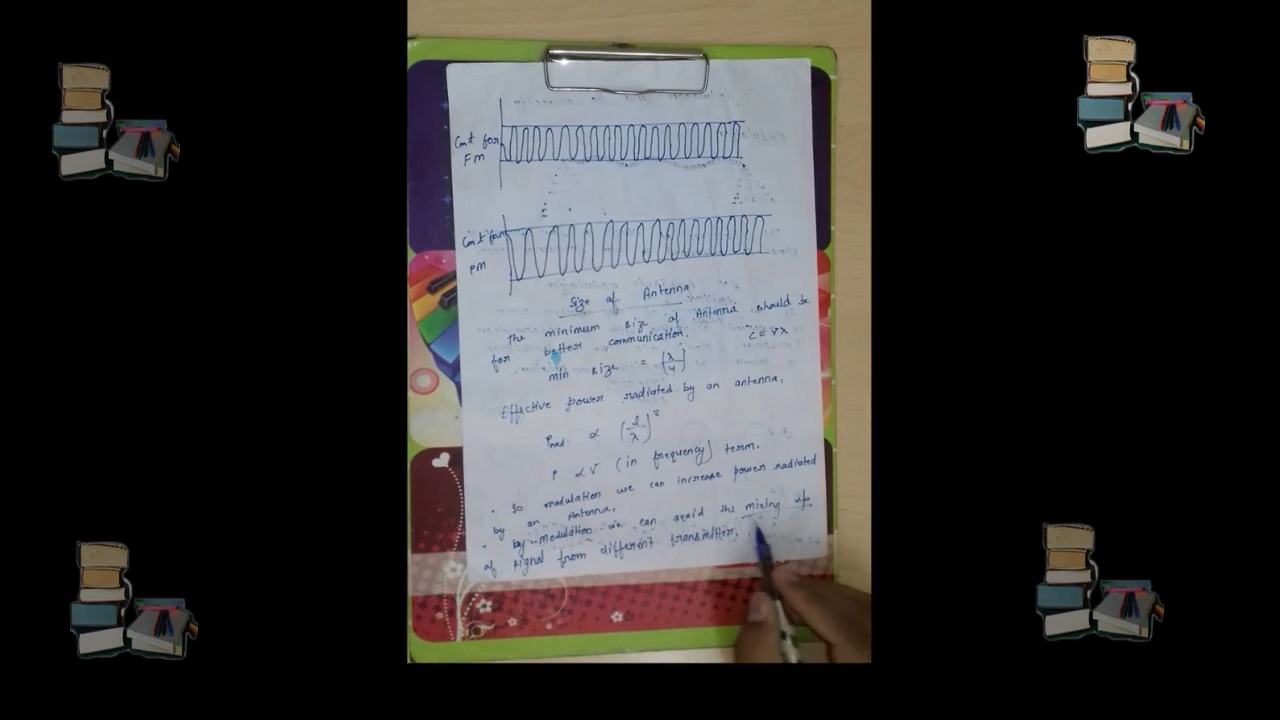 Cm t for
FM
Cm t for
PM
Size of Antenna
The minimum size of Antenna should be
for better communication. C = νλ
min size = (λ/4)
Effective power radiated by an antenna,
Prad ∝ (l/λ)²
P ∝ ν (in frequency) term.
• So modulation we can increase power radiated
by an Antenna,
• by modulation we can avoid the mixing up
of signal from different transmitter.